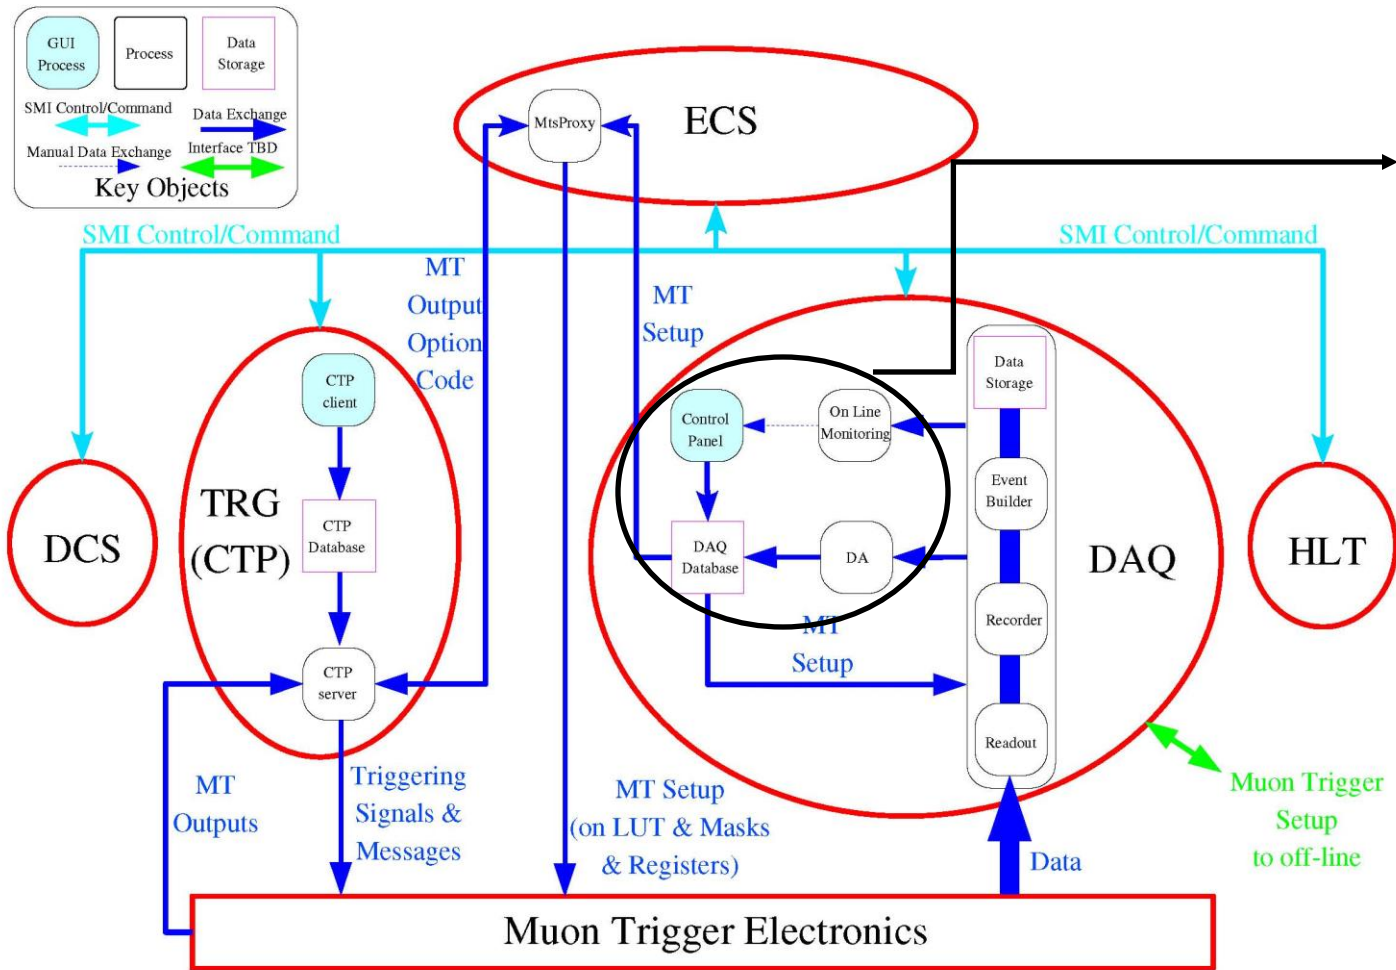 GUI
Process
Process
Data
Storage
SMI Control/Command
Data Exchange
Manual Data Exchange
Interface TBD
Key Objects
MtsProxy
ECS
SMI Control/Command
SMI Control/Command
MT
Output
Option
Code
MT
Setup
CTP
client
TRG
(CTP)
CTP
Database
CTP
server
DCS
Control
Panel
On Line
Monitoring
DAQ
Database
DA
MT
Setup
Data
Storage
Event
Builder
Recorder
Readout
DAQ
HLT
MT
Outputs
Triggering
Signals &
Messages
MT Setup
(on LUT & Masks
& Registers)
Data
Muon Trigger
Setup
to off-line
Muon Trigger Electronics